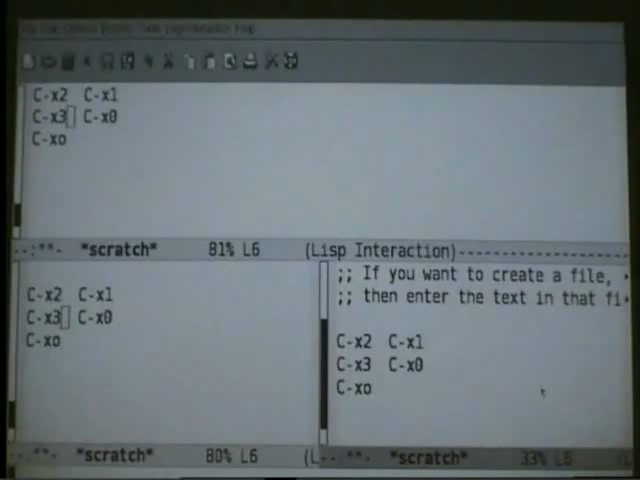 C-x2 C-x1
C-x3 C-x0
C-xo
--:**- *scratch* 81% L6 (Lisp Interaction)
C-x2 C-x1
C-x3 C-x0
C-xo
**- *scratch* 80% L6 (L
;; If you want to create a file,
;; then enter the text in that fi
C-x2 C-x1
C-x3 C-x0
C-xo
**- *scratch* 33% L6